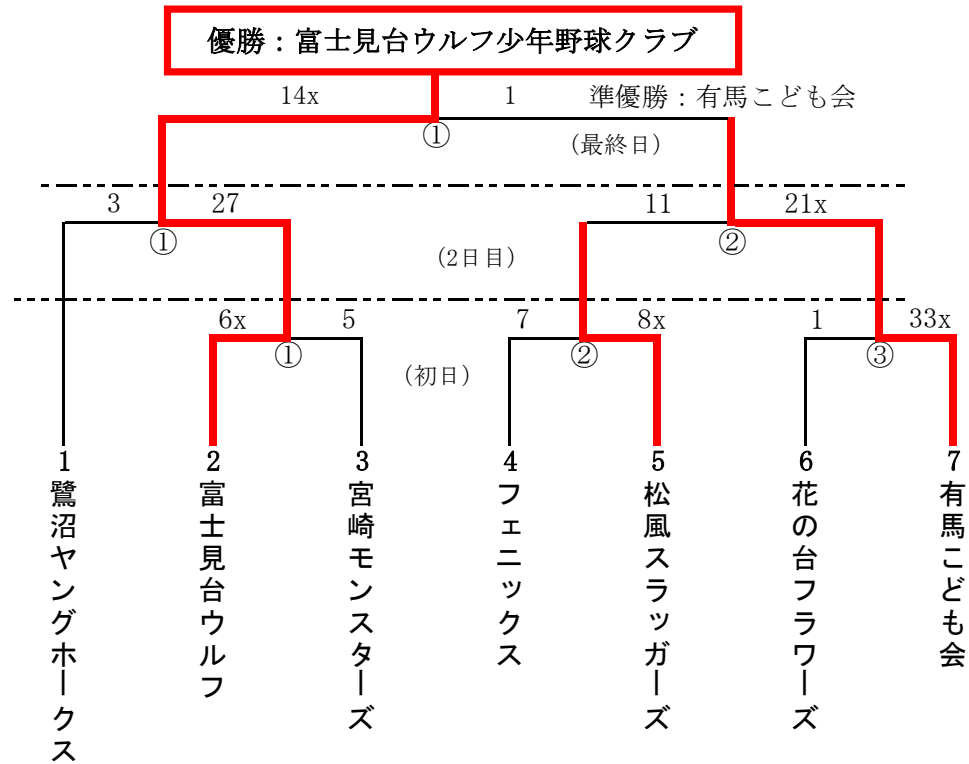 優勝：富士見台ウルフ少年野球クラブ
14x
1
準優勝：有馬こども会
①
(最終日)
3
27
11
21x
①
②
(2日目)
6x
5
7
8x
1
33x
①
②
③
(初日)
1
2
3
4
5
6
7
鷺沼ヤングホークス
富士見台ウルフ
宮崎モンスターズ
フェニックス
松風スラッガーズ
花の台フラワーズ
有馬こども会